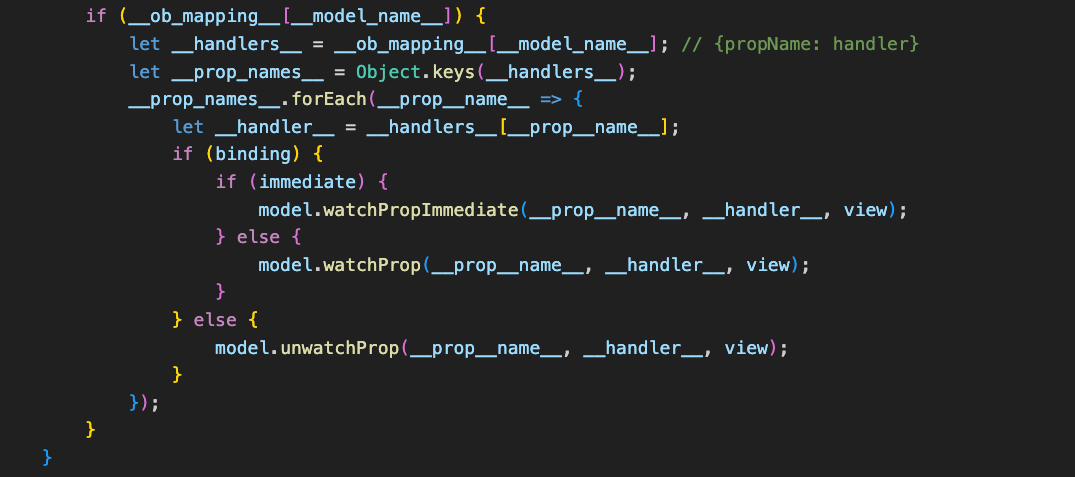 if (__ob_mapping__[__model_name__]) {
let __handlers__ = __ob_mapping__[__model_name__]; // {propName: handler}
let __prop_names__ = Object.keys(__handlers__);
__prop_names__.forEach(__prop__name__ => {
let __handler__ = __handlers__[__prop__name__];
if (binding) {
if (immediate) {
model.watchPropImmediate(__prop__name__, __handler__, view);
} else {
model.watchProp(__prop__name__, __handler__, view);
}
} else {
model.unwatchProp(__prop__name__, __handler__, view);
}
});
}
}